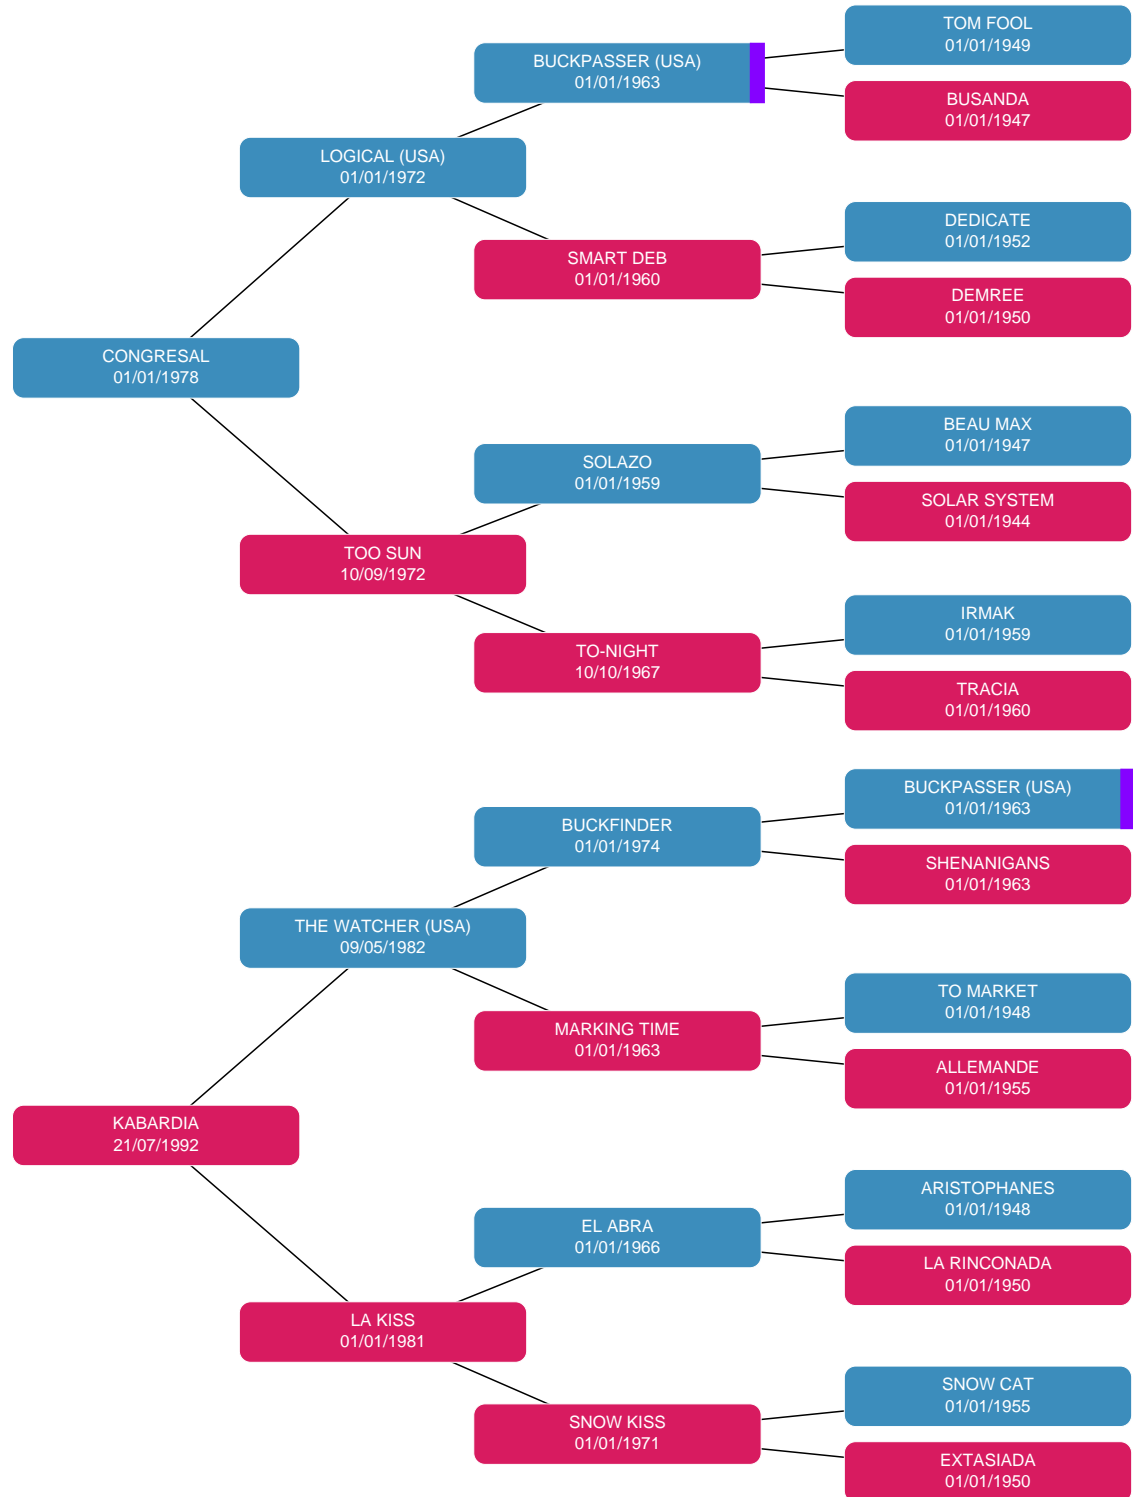 TOM FOOL
01/01/1949
BUCKPASSER (USA)
01/01/1963
BUSANDA
01/01/1947
LOGICAL (USA)
01/01/1972
DEDICATE
01/01/1952
SMART DEB
01/01/1960
DEMREE
01/01/1950
CONGRESAL
01/01/1978
BEAU MAX
01/01/1947
SOLAZO
01/01/1959
SOLAR SYSTEM
01/01/1944
TOO SUN
10/09/1972
IRMAK
01/01/1959
TO-NIGHT
10/10/1967
TRACIA
01/01/1960
BUCKPASSER (USA)
01/01/1963
BUCKFINDER
01/01/1974
SHENANIGANS
01/01/1963
THE WATCHER (USA)
09/05/1982
TO MARKET
01/01/1948
MARKING TIME
01/01/1963
ALLEMANDE
01/01/1955
KABARDIA
21/07/1992
ARISTOPHANES
01/01/1948
EL ABRA
01/01/1966
LA RINCONADA
01/01/1950
LA KISS
01/01/1981
SNOW CAT
01/01/1955
SNOW KISS
01/01/1971
EXTASIADA
01/01/1950